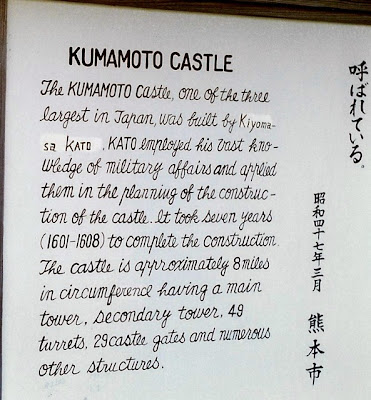 KUMAMOTO CASTLE
The KUMAMOTO Castle, one of the three
largest in Japan, was built by Kiyoma-
sa KATO. KATO employed his vast kno-
wledge of military affairs and applied
them in the planning of the construc-
tion of the castle. It took seven years
(1601-1608) to complete the construction.
The castle is approximately 8 miles
in circumference having a main
tower, secondary tower, 49
turrets, 29 castle gates and numerous
other structures.
呼ばれている。
昭和四十七年三月 熊本市